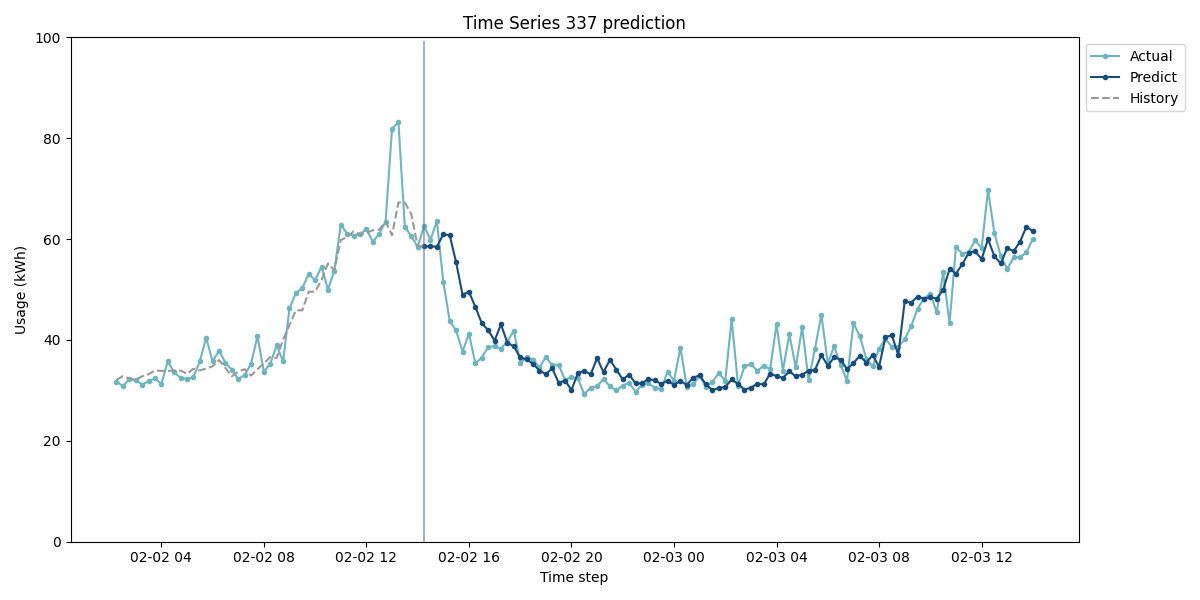 Time Series 337 prediction
Actual
Predict
History
100
80
60
40
20
0
Usage (kWh)
02-02 04
02-02 08
02-02 12
02-02 16
02-02 20
02-03 00
02-03 04
02-03 08
02-03 12
Time step